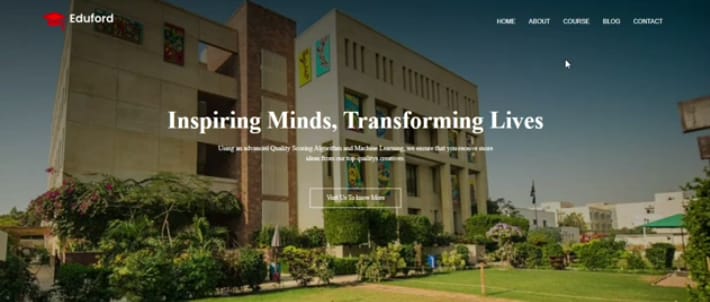 Eduford
HOME ABOUT COURSE BLOG CONTACT
Inspiring Minds, Transforming Lives
Using an advanced Quality Scoring Algorithm and Machine Learning, we ensure that you receive more
ideas from our top-qualitys creatives.
Visit Us To Know More